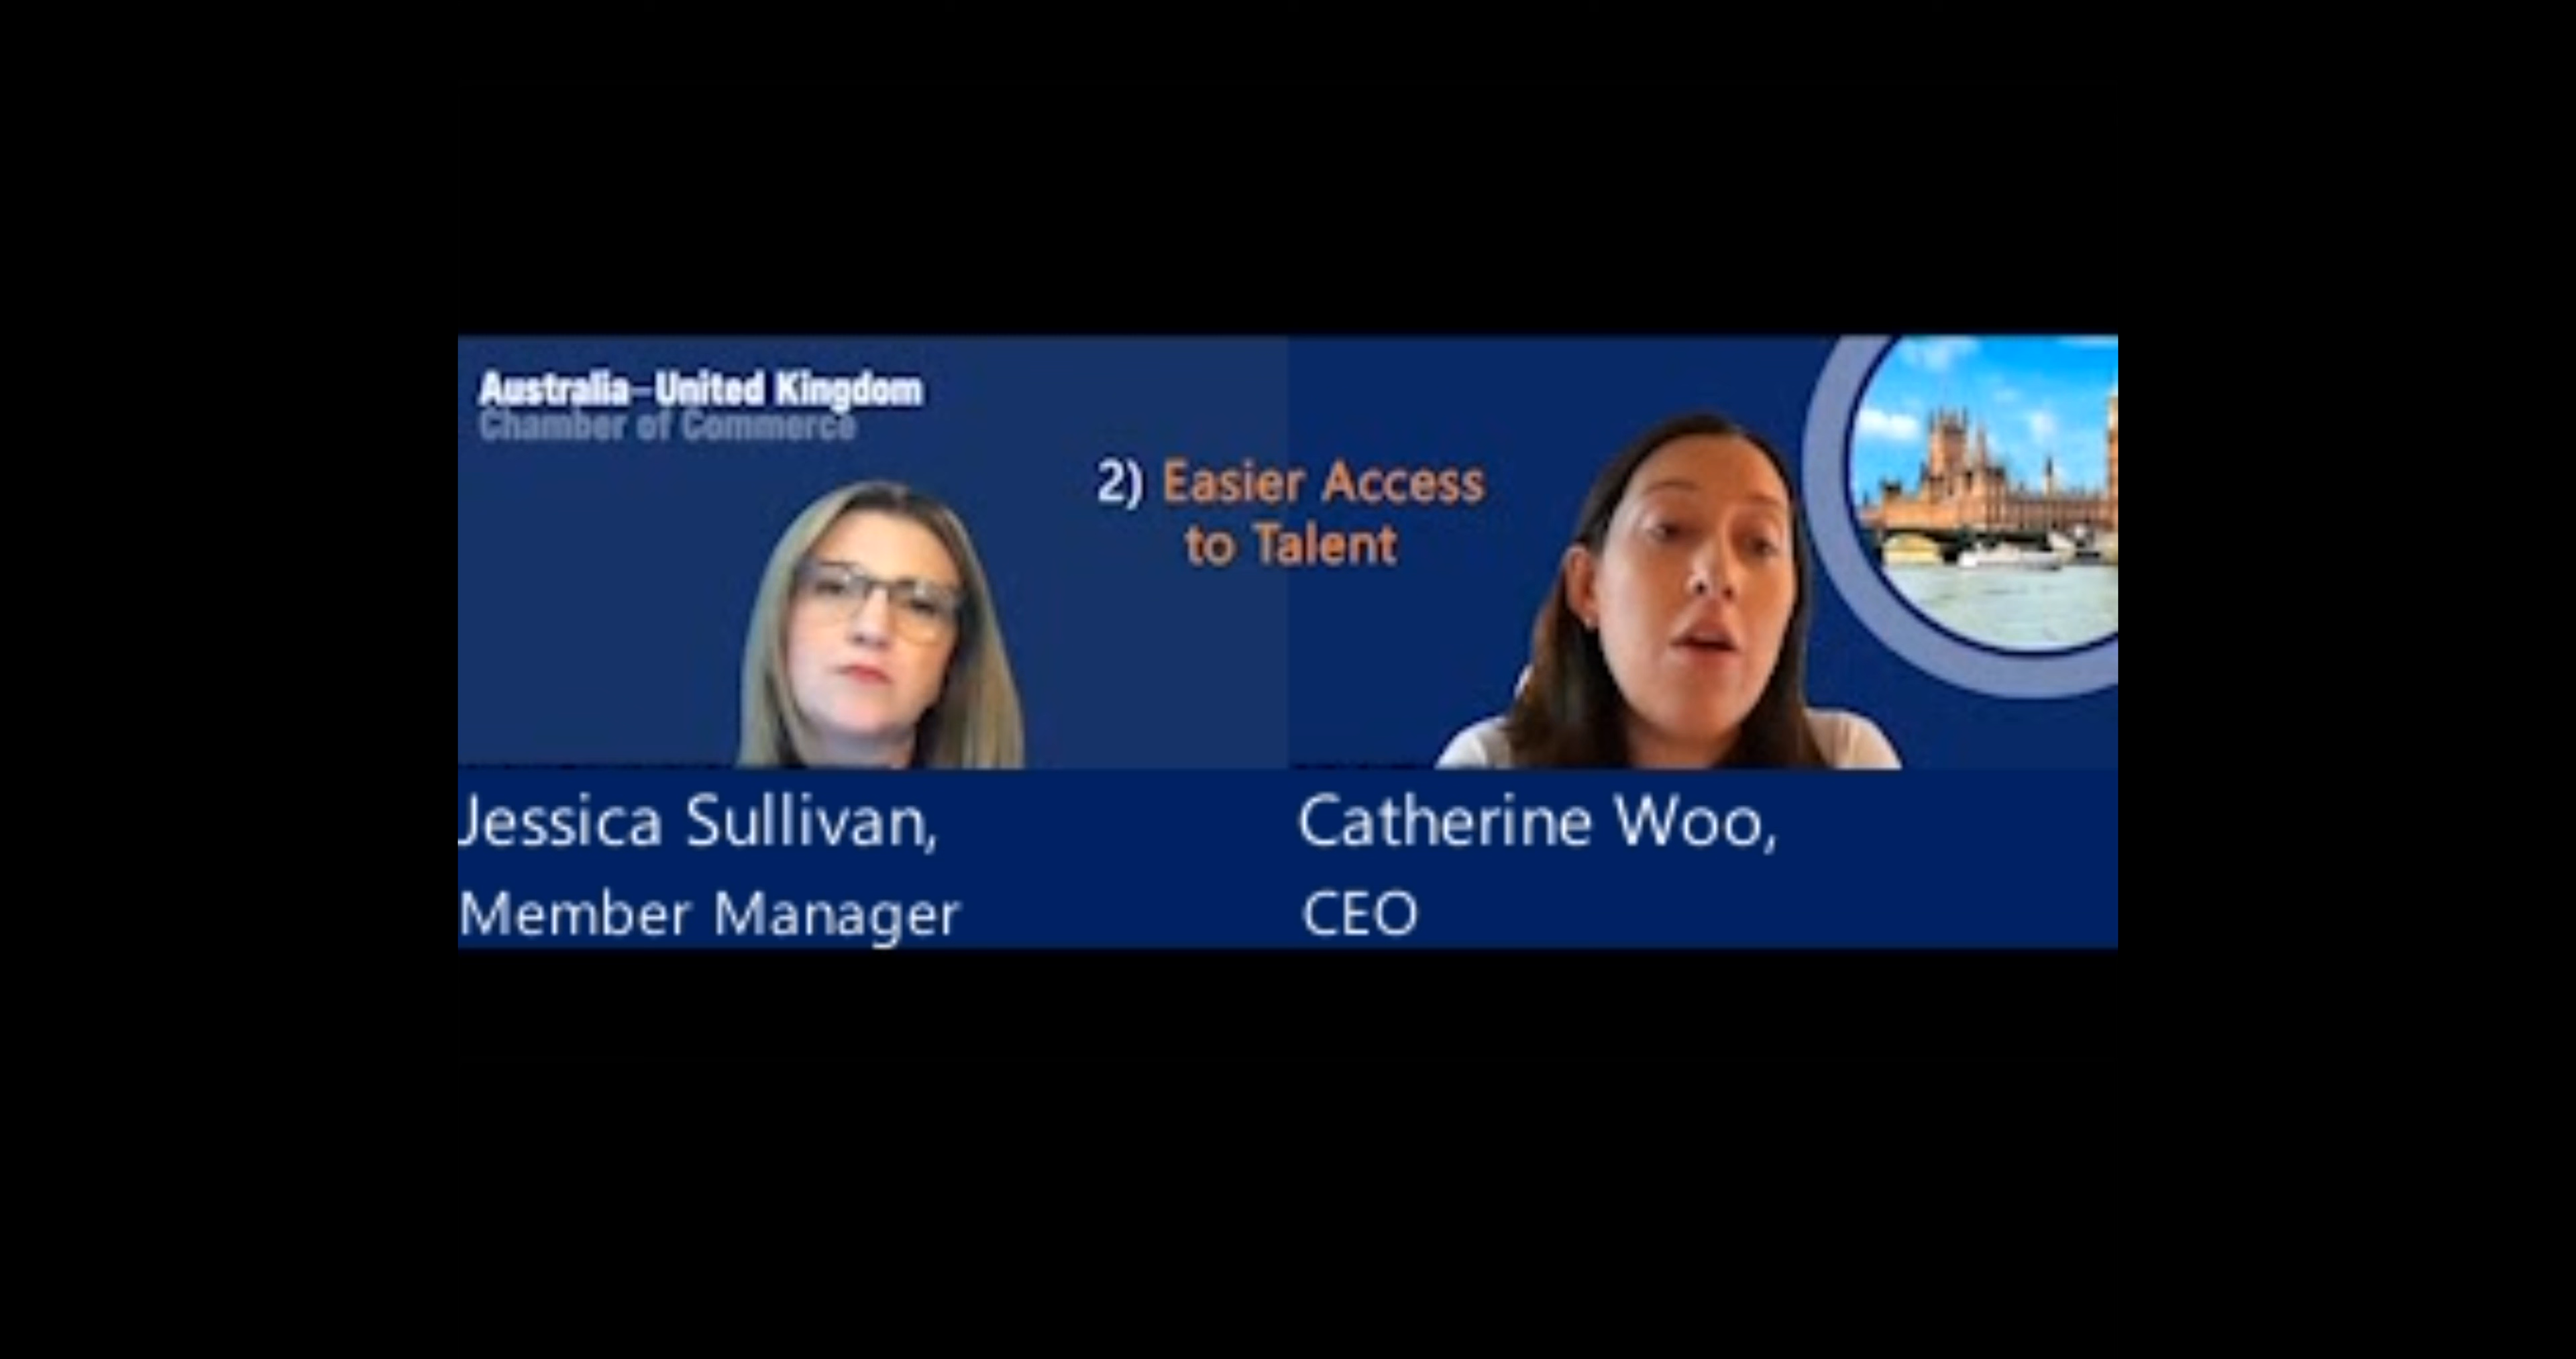 Australia–United Kingdom
Chamber of Commerce
2) Easier Access
to Talent
Jessica Sullivan,
Member Manager
Catherine Woo,
CEO